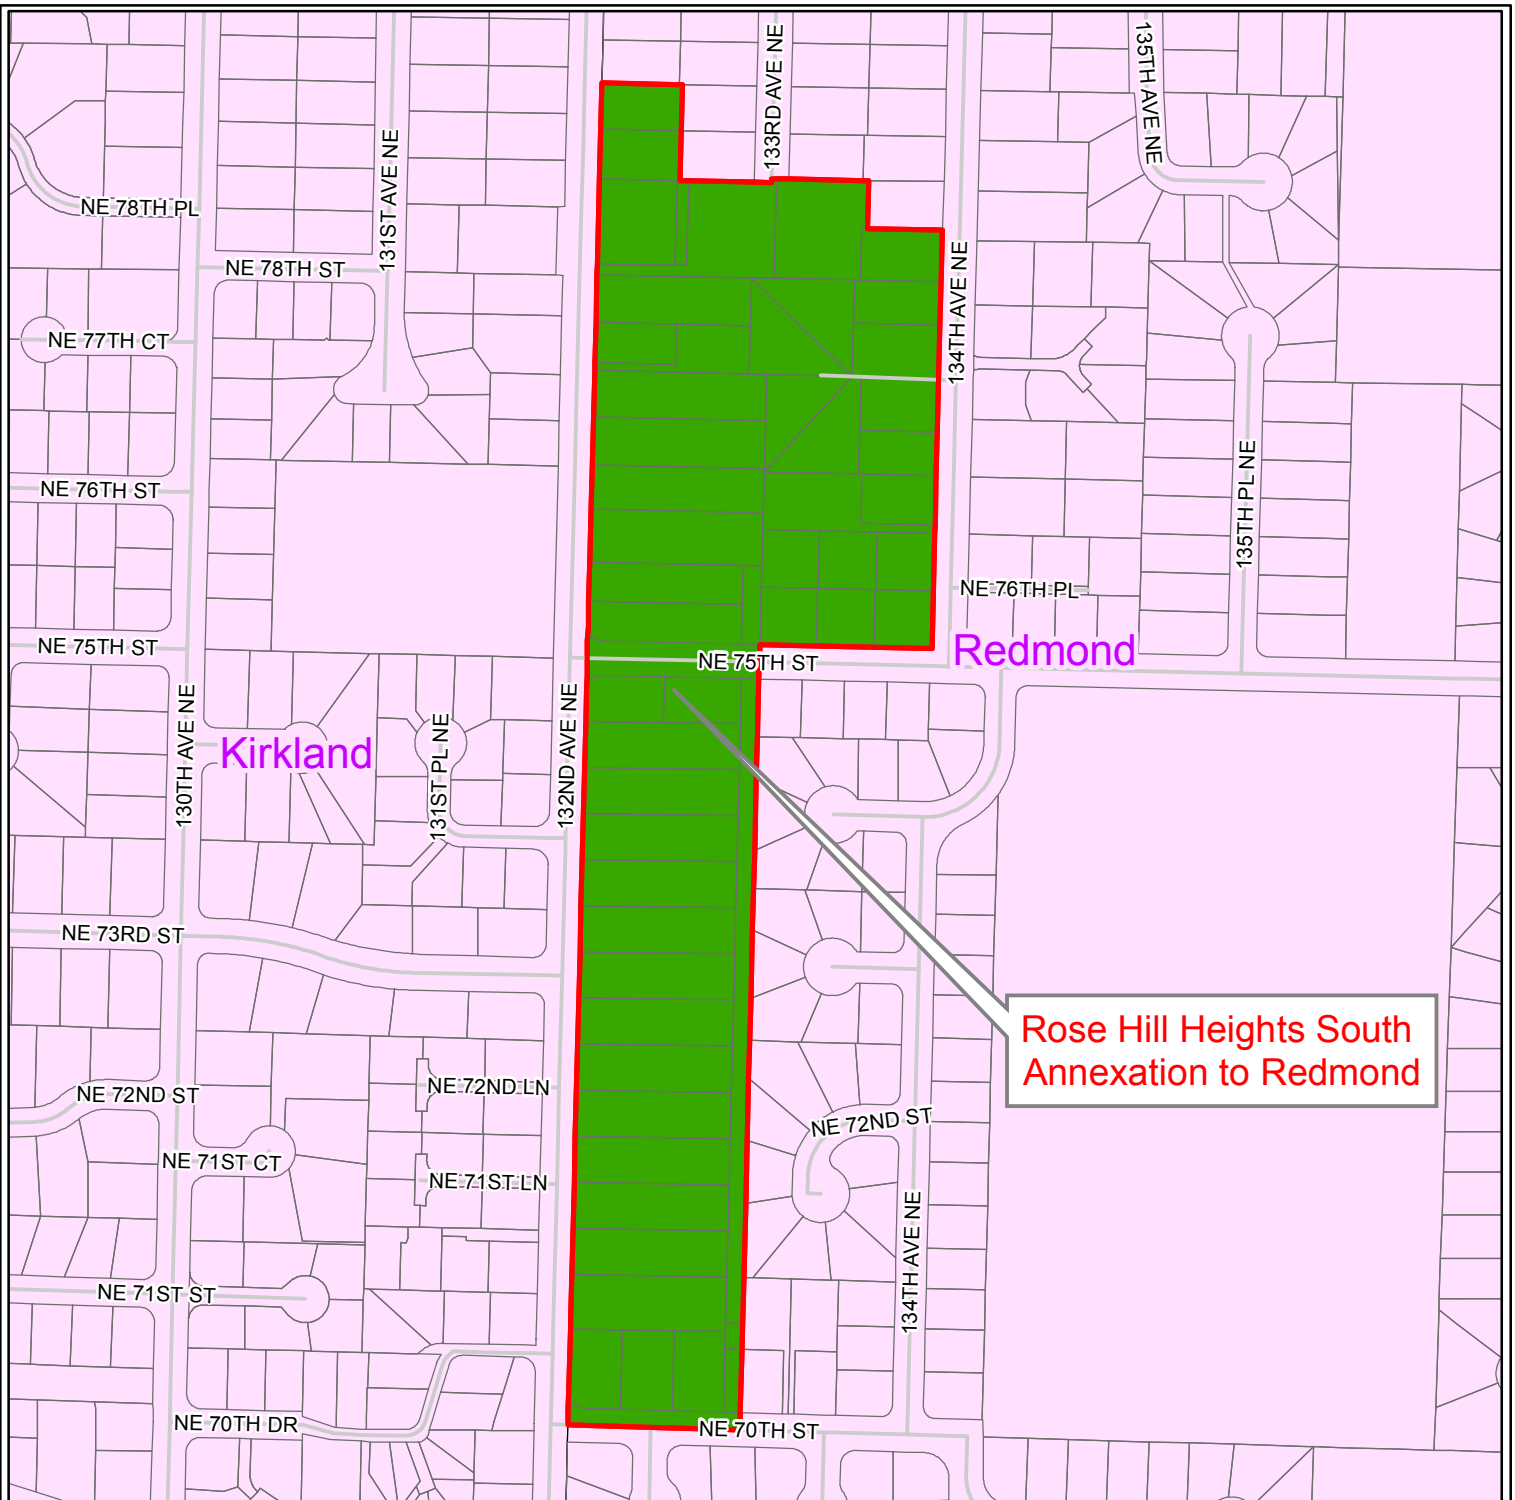 133RD AVE NE
135TH AVE NE
131ST AVE NE
NE 78TH PL
NE 78TH ST
134TH AVE NE
NE 77TH CT
NE 76TH ST
135TH PL NE
NE 76TH PL
NE 75TH ST
NE 75TH ST
Redmond
130TH AVE NE
Kirkland
131ST PL NE
132ND AVE NE
NE 73RD ST
Rose Hill Heights South
Annexation to Redmond
NE 72ND LN
NE 72ND ST
NE 72ND ST
NE 71ST CT
NE 71ST LN
134TH AVE NE
NE 71ST ST
NE 70TH DR
NE 70TH ST